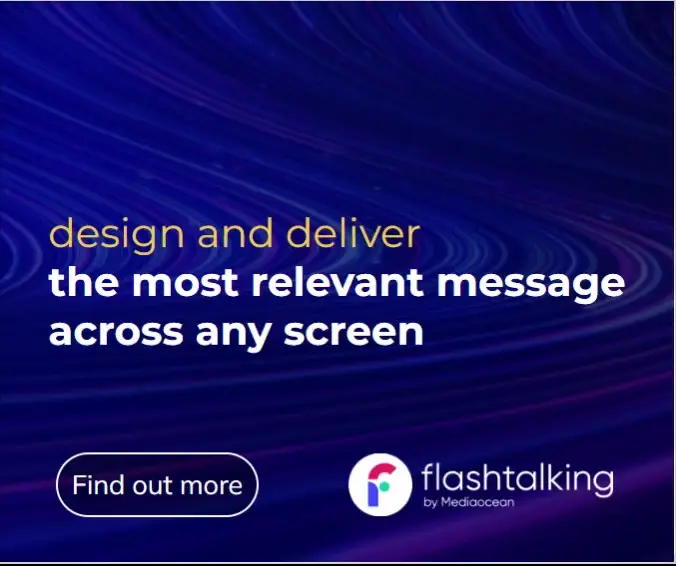 design and deliver
the most relevant message
across any screen
Find out more
flashtalking
by Mediaocean